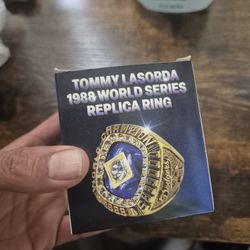 TOMMY LASORDA
1988 WORLD SERIES
REPLICA RING